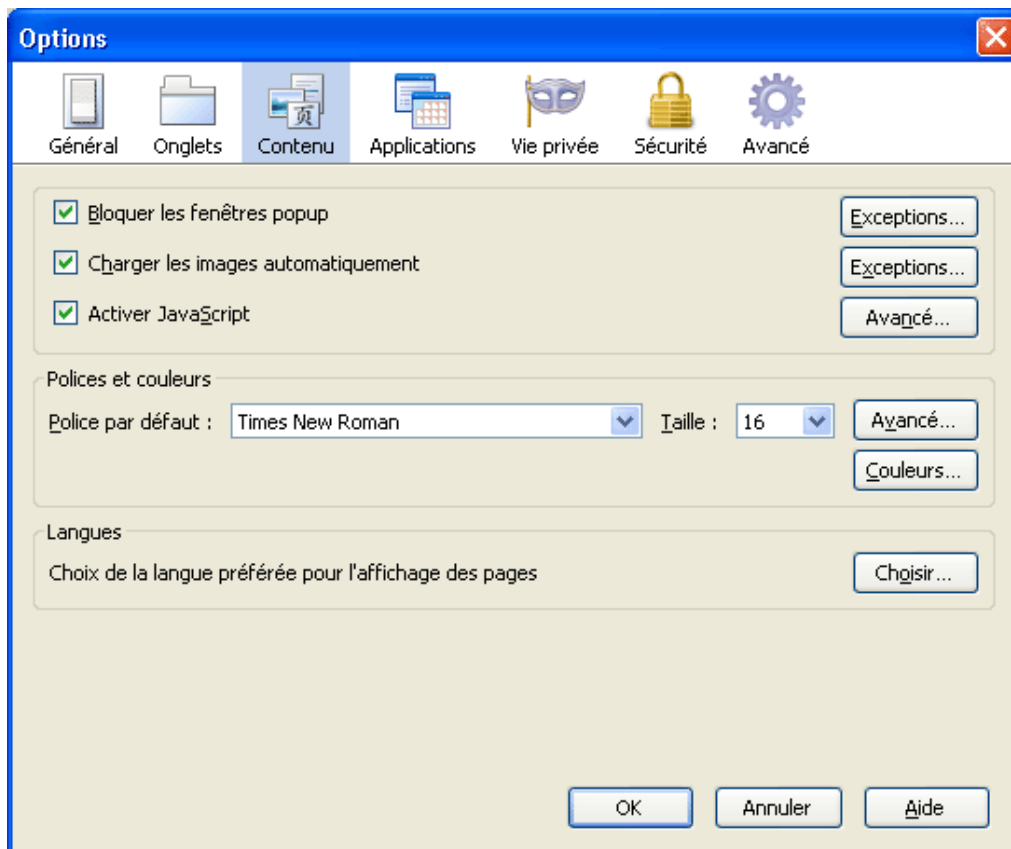 Options
Général Onglets Contenu Applications Vie privée Sécurité Avancé
Bloquer les fenêtres popup Exceptions...
Charger les images automatiquement Exceptions...
Activer JavaScript Avancé...
Polices et couleurs
Police par défaut : Times New Roman Taille : 16 Avancé...
Couleurs...
Langues
Choix de la langue préférée pour l'affichage des pages Choisir...
OK Annuler Aide